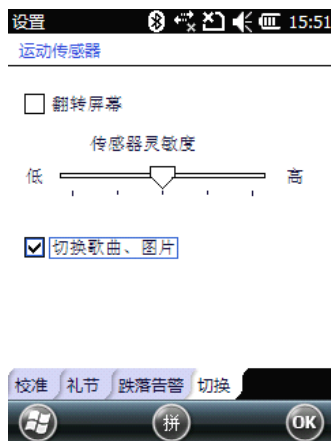 设置 15:51
运动传感器
翻转屏幕
传感器灵敏度
低 高
切换歌曲、图片
校准 礼节 跌落告警 切换
拼 OK